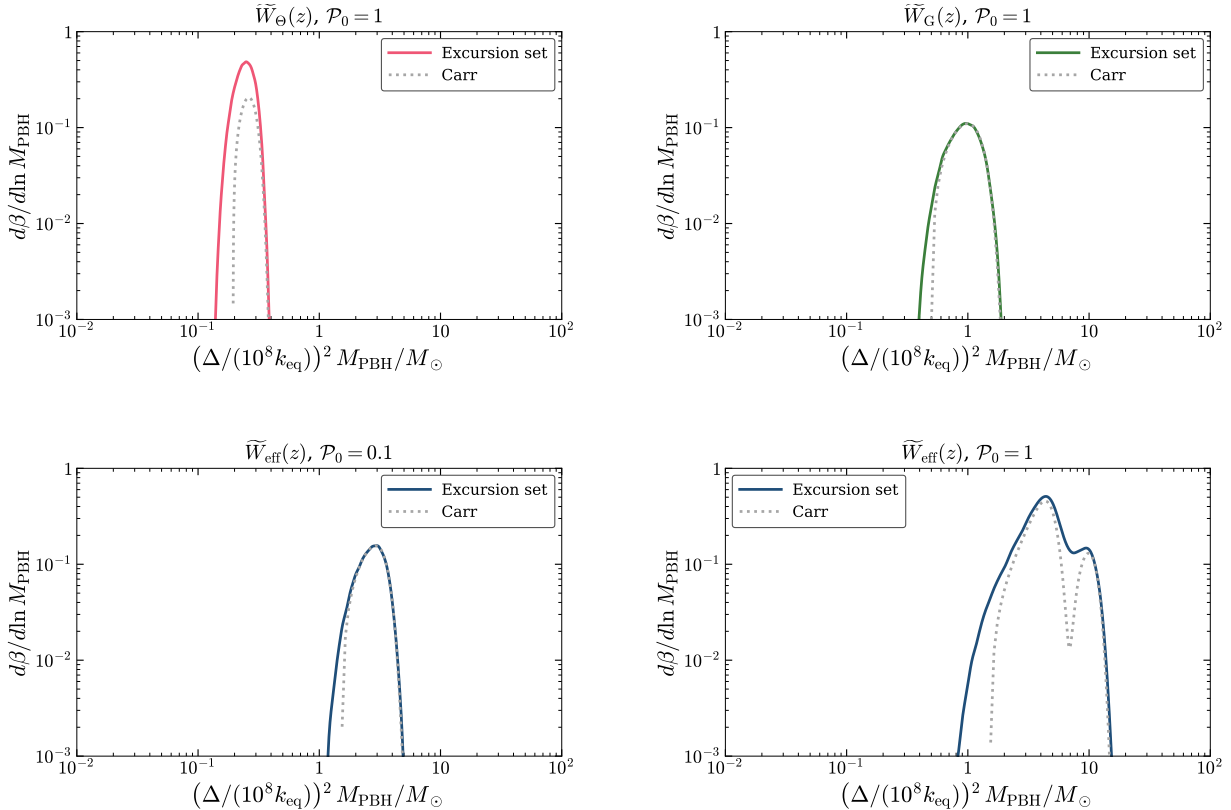 W̃_Θ(z), 𝒫₀ = 1
Excursion set
Carr
dβ/dln M_PBH
1
10⁻¹
10⁻²
10⁻³
10⁻² 10⁻¹ 1 10 10²
(Δ/(10⁸k_eq))² M_PBH/M_⊙
W̃_G(z), 𝒫₀ = 1
Excursion set
Carr
dβ/dln M_PBH
1
10⁻¹
10⁻²
10⁻³
10⁻² 10⁻¹ 1 10 10²
(Δ/(10⁸k_eq))² M_PBH/M_⊙
W̃_eff(z), 𝒫₀ = 0.1
Excursion set
Carr
dβ/dln M_PBH
1
10⁻¹
10⁻²
10⁻³
10⁻² 10⁻¹ 1 10 10²
(Δ/(10⁸k_eq))² M_PBH/M_⊙
W̃_eff(z), 𝒫₀ = 1
Excursion set
Carr
dβ/dln M_PBH
1
10⁻¹
10⁻²
10⁻³
10⁻² 10⁻¹ 1 10 10²
(Δ/(10⁸k_eq))² M_PBH/M_⊙